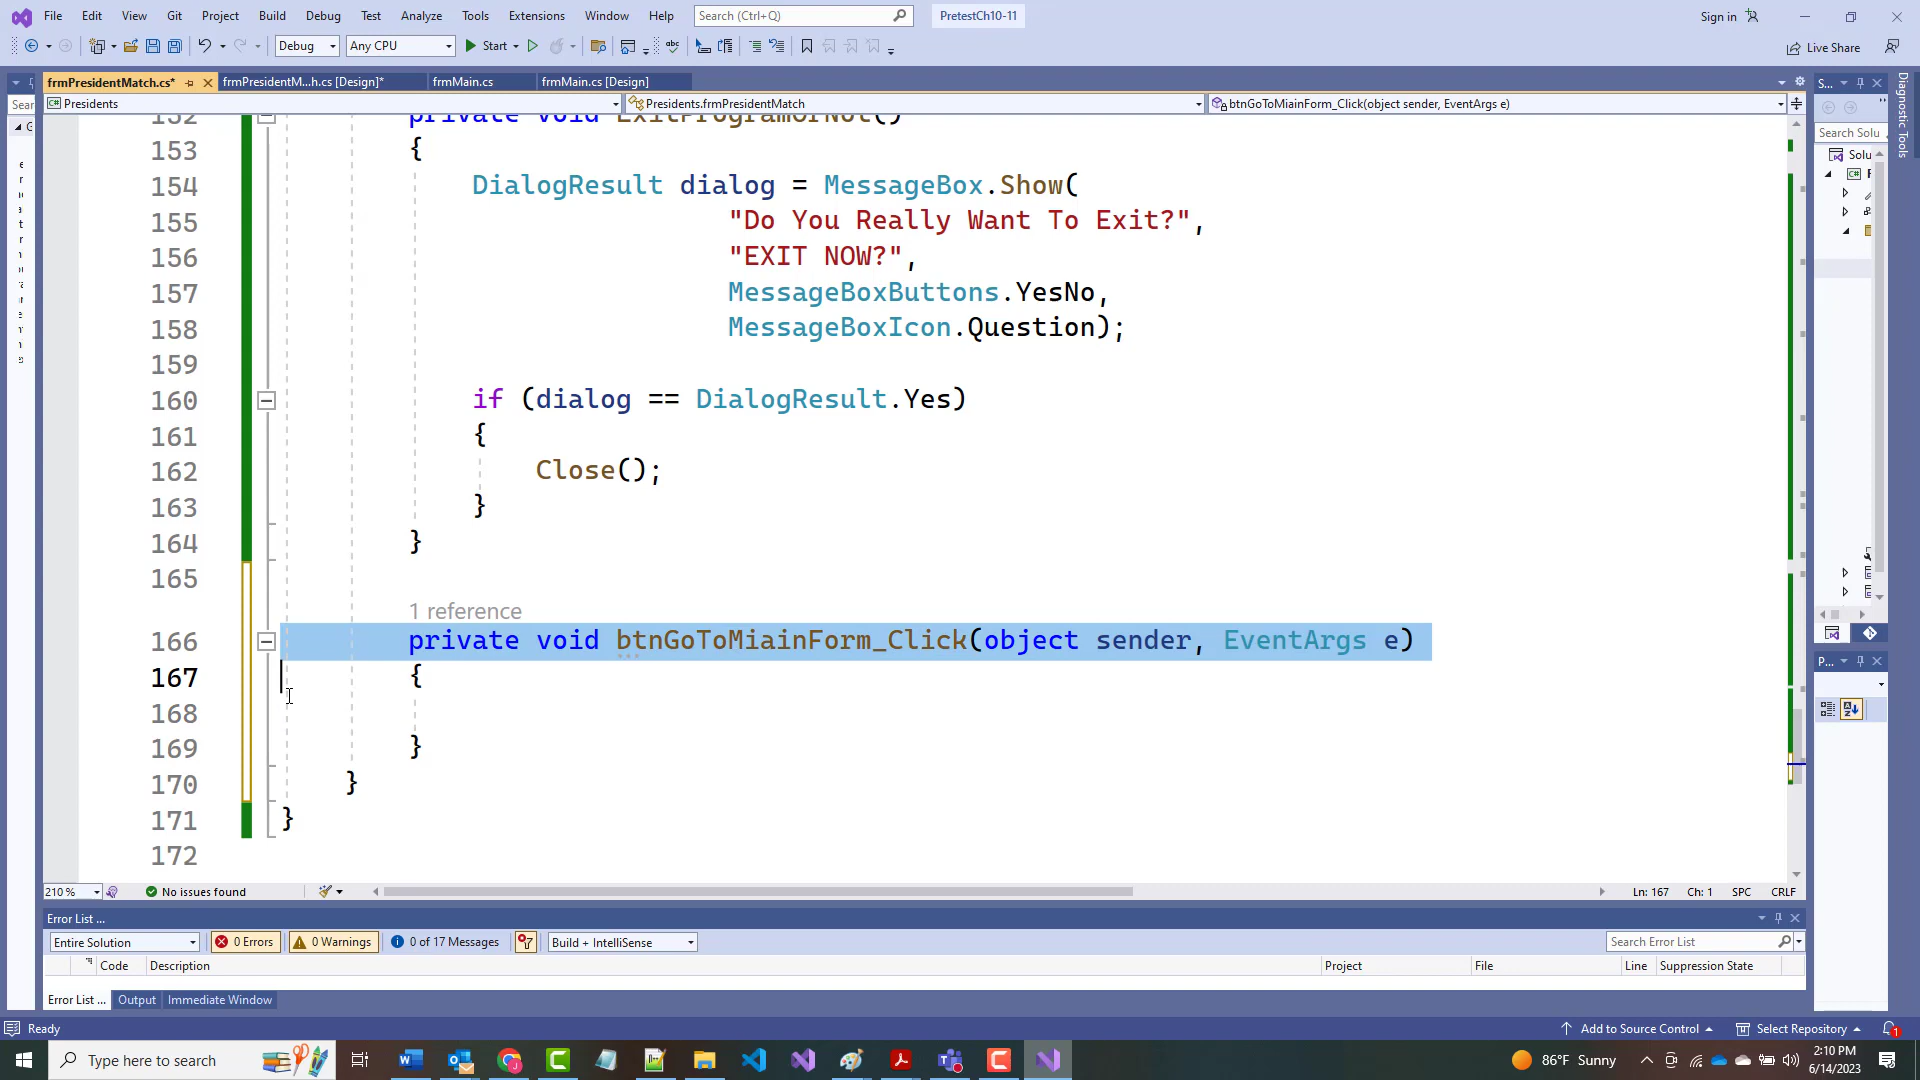 File Edit View Git Project Build Debug Test Analyze Tools Extensions Window Help Search (Ctrl+Q) PretestCh10-11 Sign in
Debug Any CPU Start Live Share
frmPresidentMatch.cs* frmPresidentM...h.cs [Design]* frmMain.cs frmMain.cs [Design] S...
Presidents Presidents.frmPresidentMatch btnGoToMiainForm_Click(object sender, EventArgs e)
Diagnostic Tools
Sear
Search Solu
Solu
152 private void ExitProgramOrNot()
153 {
154 DialogResult dialog = MessageBox.Show(
155 "Do You Really Want To Exit?",
156 "EXIT NOW?",
157 MessageBoxButtons.YesNo,
158 MessageBoxIcon.Question);
159
160 if (dialog == DialogResult.Yes)
161 {
162 Close();
163 }
164 }
165
1 reference
166 private void btnGoToMiainForm_Click(object sender, EventArgs e)
167 {
168
169 }
170 }
171 }
172
P...
210 % No issues found Ln: 167 Ch: 1 SPC CRLF
Error List ...
Entire Solution 0 Errors 0 Warnings 0 of 17 Messages Build + IntelliSense Search Error List
Code Description Project File Line Suppression State
Error List ... Output Immediate Window
Ready Add to Source Control Select Repository 1
Type here to search 86°F Sunny 2:10 PM
6/14/2023